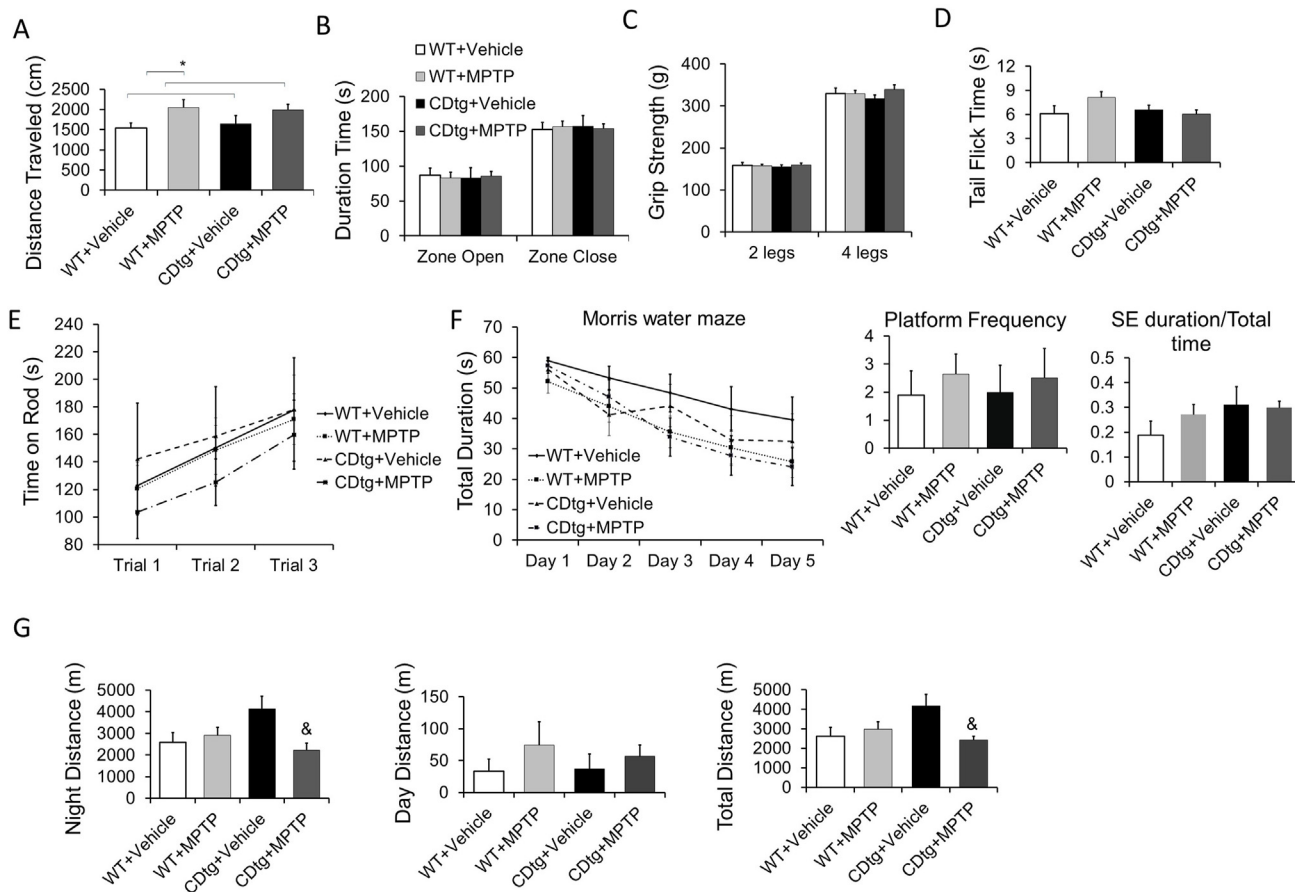 A
Distance Traveled (cm)
2500
2000
1500
1000
500
0
*
WT+Vehicle
WT+MPTP
CDtg+Vehicle
CDtg+MPTP
B
Duration Time (s)
200
150
100
50
0
WT+Vehicle
WT+MPTP
CDtg+Vehicle
CDtg+MPTP
Zone Open
Zone Close
C
Grip Strength (g)
400
300
200
100
0
2 legs
4 legs
D
Tail Flick Time (s)
12
9
6
3
0
WT+Vehicle
WT+MPTP
CDtg+Vehicle
CDtg+MPTP
E
Time on Rod (s)
240
220
200
180
160
140
120
100
80
Trial 1
Trial 2
Trial 3
WT+Vehicle
WT+MPTP
CDtg+Vehicle
CDtg+MPTP
F
Morris water maze
Total Duration (s)
70
60
50
40
30
20
10
0
WT+Vehicle
WT+MPTP
CDtg+Vehicle
CDtg+MPTP
Day 1
Day 2
Day 3
Day 4
Day 5
Platform Frequency
4
3
2
1
0
WT+Vehicle
WT+MPTP
CDtg+Vehicle
CDtg+MPTP
SE duration/Total
time
0.5
0.4
0.3
0.2
0.1
0
WT+Vehicle
WT+MPTP
CDtg+Vehicle
CDtg+MPTP
G
Night Distance (m)
5000
4000
3000
2000
1000
0
&
WT+Vehicle
WT+MPTP
CDtg+Vehicle
CDtg+MPTP
Day Distance (m)
150
100
50
0
WT+Vehicle
WT+MPTP
CDtg+Vehicle
CDtg+MPTP
Total Distance (m)
5000
4000
3000
2000
1000
0
&
WT+Vehicle
WT+MPTP
CDtg+Vehicle
CDtg+MPTP